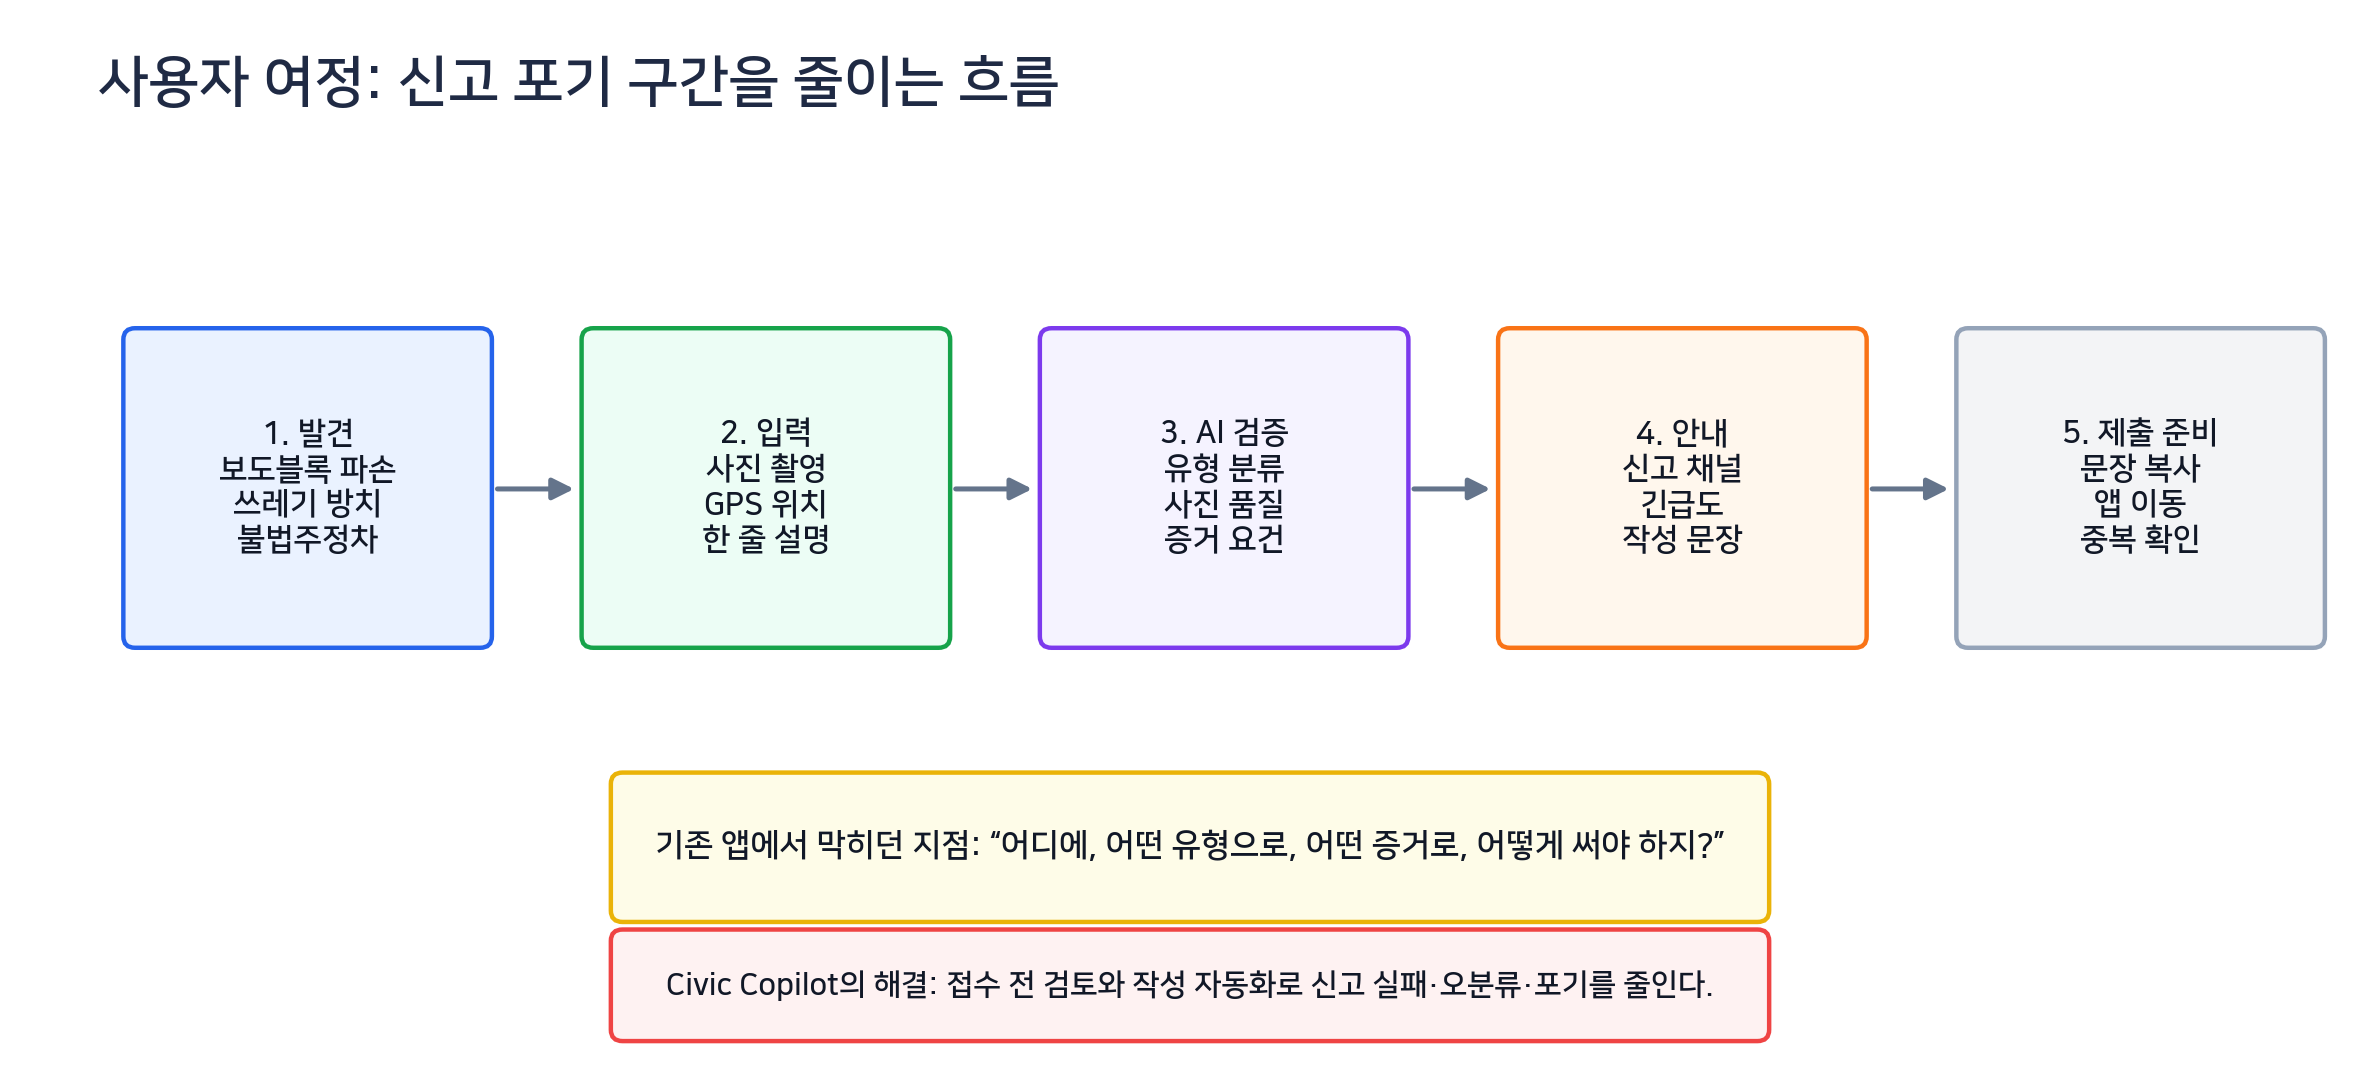 사용자 여정: 신고 포기 구간을 줄이는 흐름
1. 발견
보도블록 파손
쓰레기 방치
불법주정차
2. 입력
사진 촬영
GPS 위치
한 줄 설명
3. AI 검증
유형 분류
사진 품질
증거 요건
4. 안내
신고 채널
긴급도
작성 문장
5. 제출 준비
문장 복사
앱 이동
중복 확인
기존 앱에서 막히던 지점: “어디에, 어떤 유형으로, 어떤 증거로, 어떻게 써야 하지?”
Civic Copilot의 해결: 접수 전 검토와 작성 자동화로 신고 실패·오분류·포기를 줄인다.